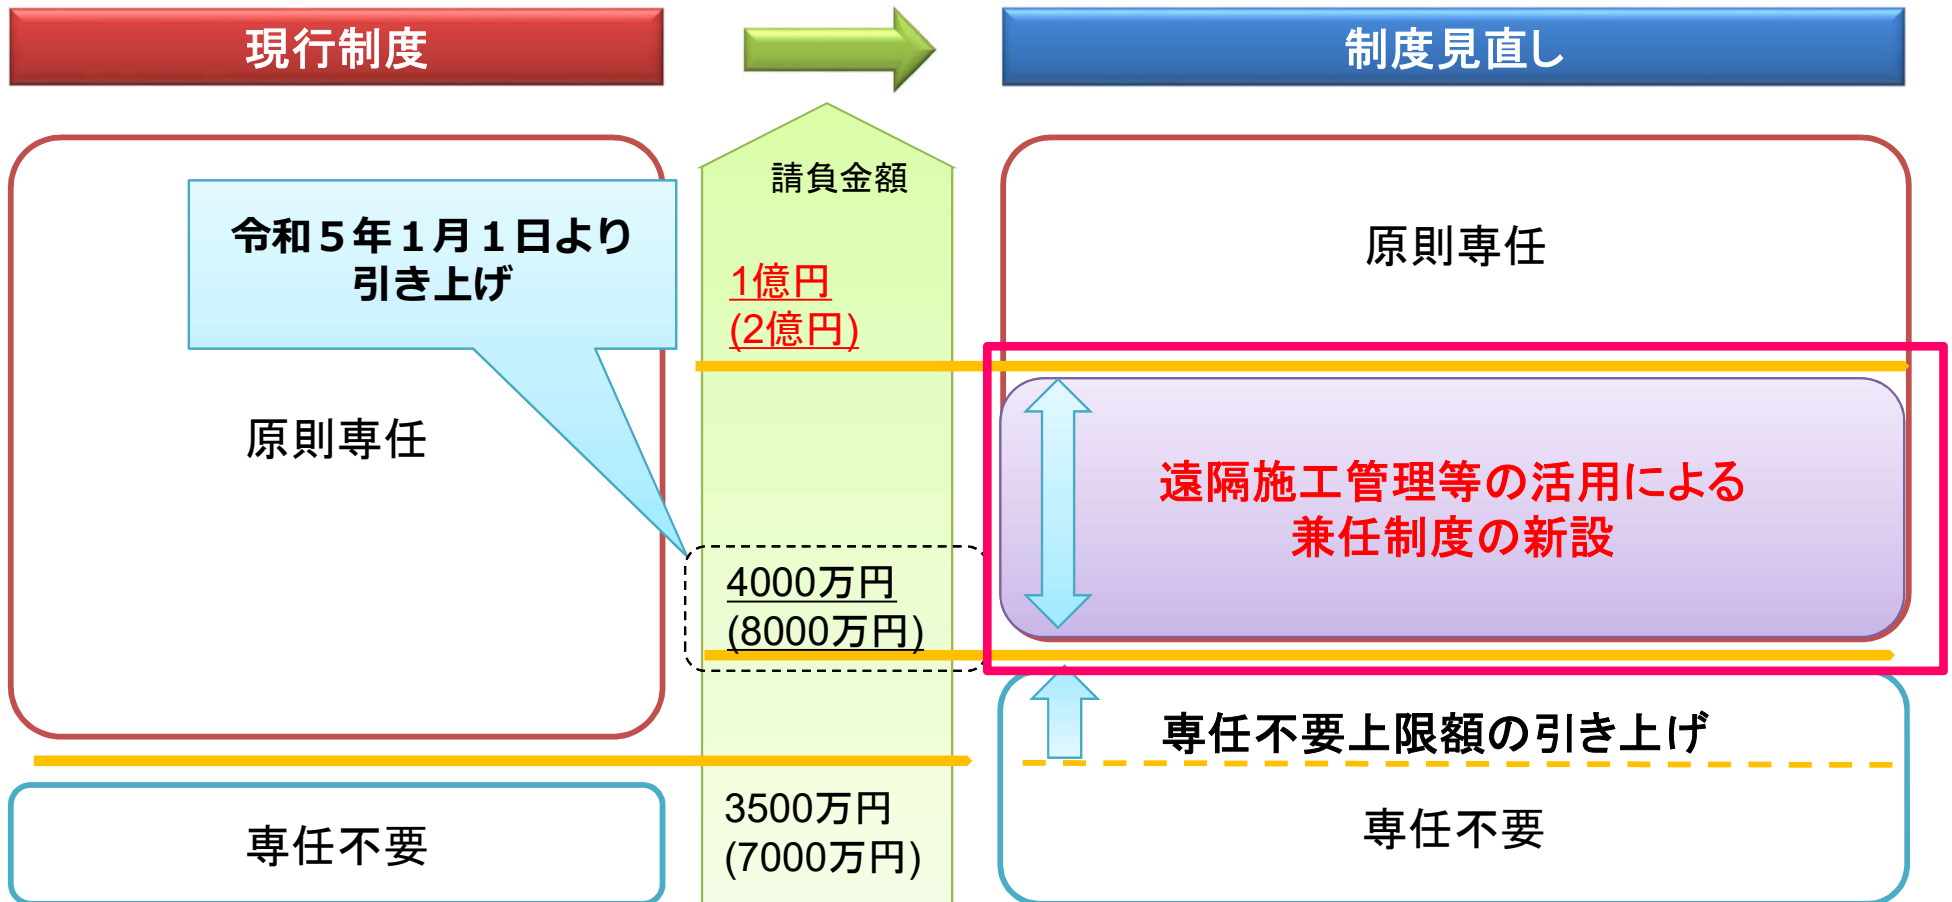 現行制度
制度見直し
請負金額
令和５年１月１日より
引き上げ
原則専任
専任不要
1億円
(2億円)
4000万円
(8000万円)
3500万円
(7000万円)
原則専任
遠隔施工管理等の活用による
兼任制度の新設
専任不要上限額の引き上げ
専任不要